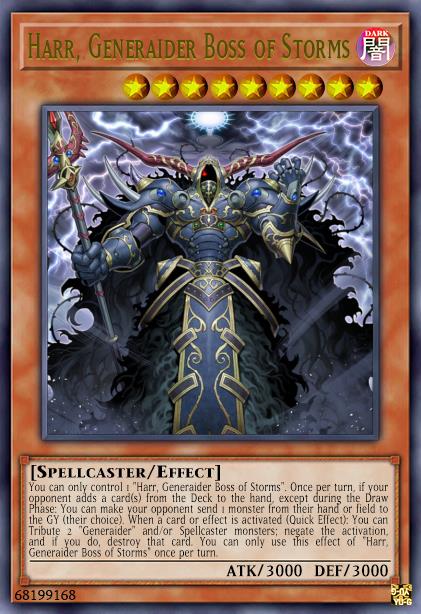 Harr, Generaider Boss of Storms
DARK
闇
[Spellcaster/Effect]
You can only control 1 "Harr, Generaider Boss of Storms". Once per turn, if your
opponent adds a card(s) from the Deck to the hand, except during the Draw
Phase: You can make your opponent send 1 monster from their hand or field to
the GY (their choice). When a card or effect is activated (Quick Effect): You can
Tribute 2 "Generaider" and/or Spellcaster monsters; negate the activation,
and if you do, destroy that card. You can only use this effect of "Harr,
Generaider Boss of Storms" once per turn.
ATK/3000 DEF/3000
68199168